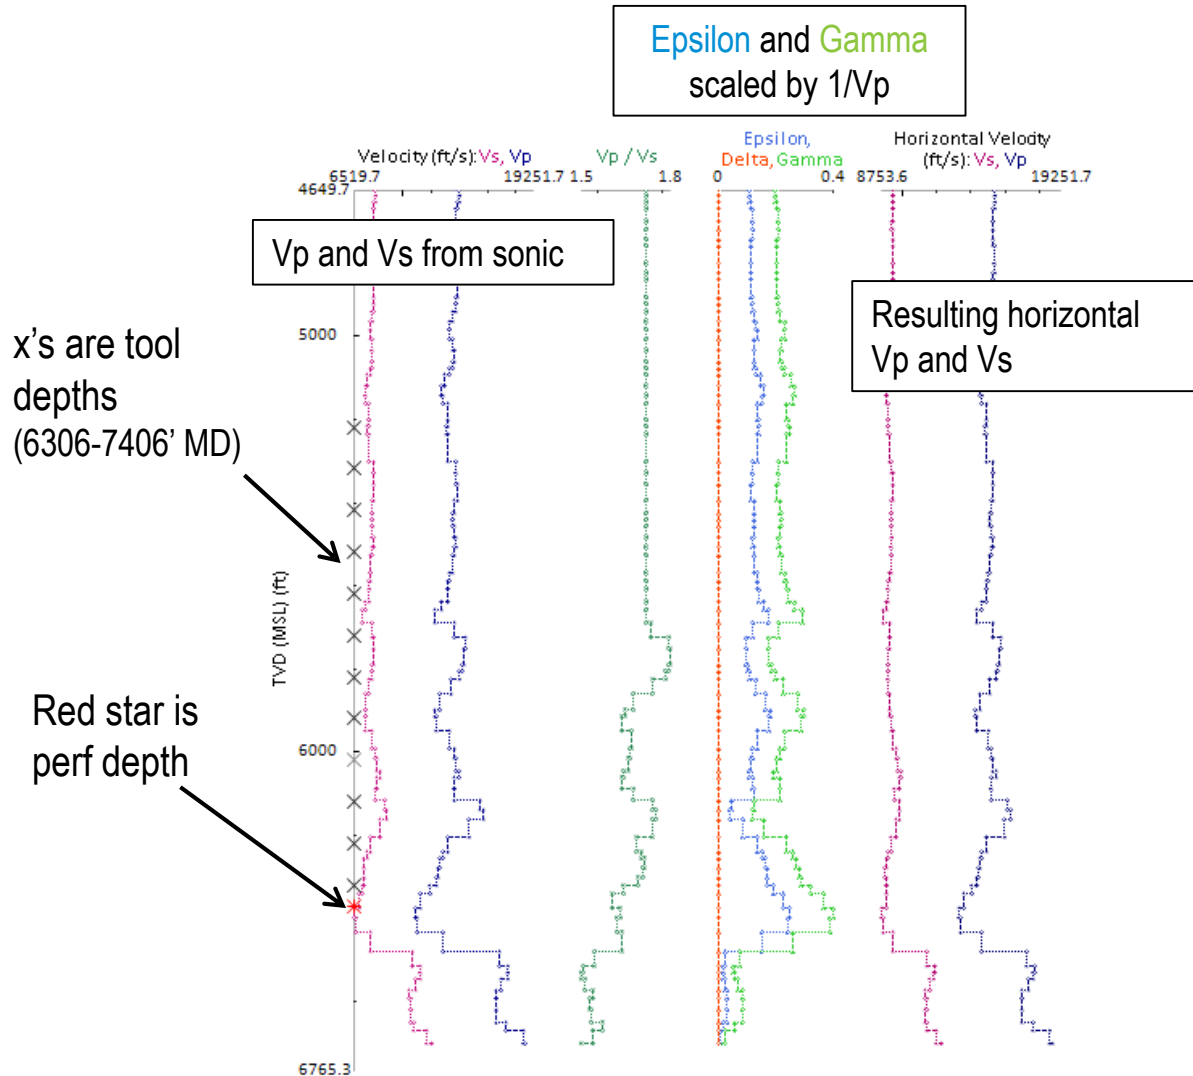 Epsilon and Gamma
scaled by 1/Vp
Velocity (ft/s): Vs, Vp
6519.7 19251.7
4649.7
Vp / Vs
1.5 1.8
Epsilon,
Delta, Gamma
0 0.4
Horizontal Velocity
(ft/s): Vs, Vp
8753.6 19251.7
Vp and Vs from sonic
Resulting horizontal
Vp and Vs
5000
x's are tool
depths
(6306-7406' MD)
TVD (MSL) (ft)
Red star is
perf depth
6000
6765.3